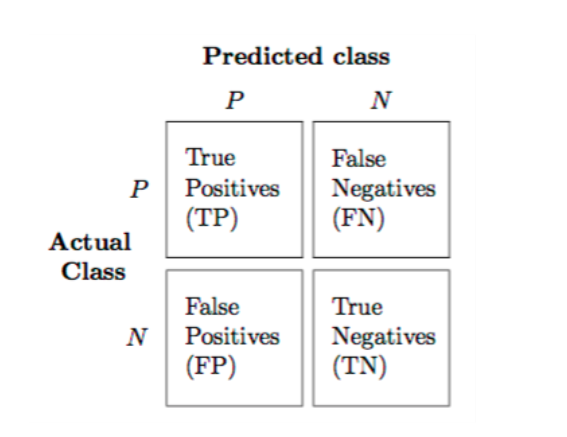 Predicted class
P N
True
Positives
(TP)
False
Negatives
(FN)
P
Actual
Class
False
Positives
(FP)
True
Negatives
(TN)
N